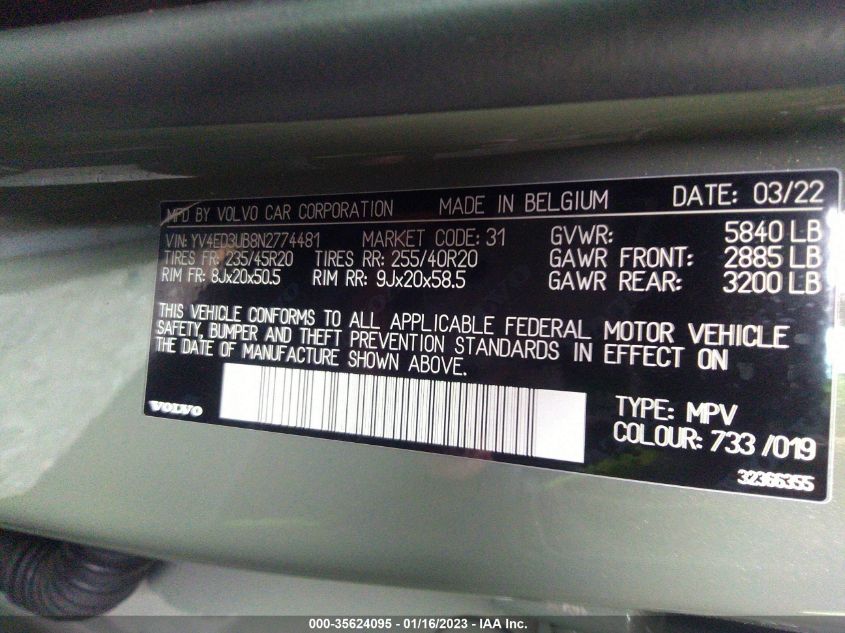 MFD BY VOLVO CAR CORPORATION MADE IN BELGIUM DATE: 03/22
VIN: YV4ED3UB8N2774481 MARKET CODE: 31 GVWR: 5840 LB
TIRES FR: 235/45R20 TIRES RR: 255/40R20 GAWR FRONT: 2885 LB
RIM FR: 8Jx20x50.5 RIM RR: 9Jx20x58.5 GAWR REAR: 3200 LB
THIS VEHICLE CONFORMS TO ALL APPLICABLE FEDERAL MOTOR VEHICLE
SAFETY, BUMPER AND THEFT PREVENTION STANDARDS IN EFFECT ON
THE DATE OF MANUFACTURE SHOWN ABOVE.
VOLVO
TYPE: MPV
COLOUR: 733 /019
32366355
000-35624095 - 01/16/2023 - IAA Inc.